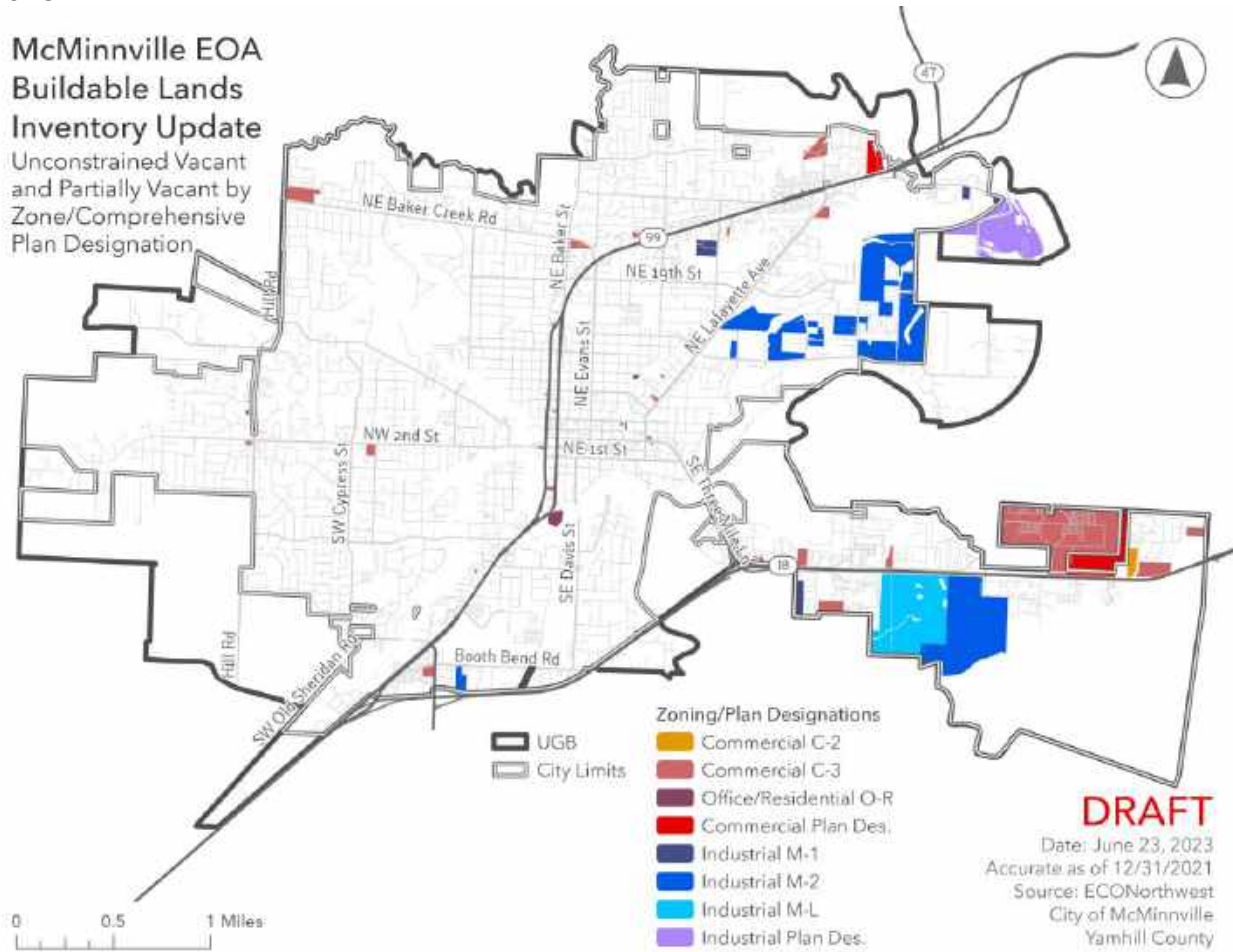 McMinnville EOA
Buildable Lands
Inventory Update
Unconstrained Vacant
and Partially Vacant by
Zone/Comprehensive
Plan Designation
47
NE Baker Creek Rd
NE Baker St
99
NE 19th St
Hill Rd
NE Lafayette Ave
NE Evans St
NW 2nd St
NE 1st St
SW Cypress St
SE Three Mile Ln
SE Davis St
18
Hill Rd
Booth Bend Rd
SW Old Sheridan Rd
UGB
City Limits
Zoning/Plan Designations
Commercial C-2
Commercial C-3
Office/Residential O-R
Commercial Plan Des.
Industrial M-1
Industrial M-2
Industrial M-L
Industrial Plan Des.
DRAFT
Date: June 23, 2023
Accurate as of 12/31/2021
Source: ECONorthwest
City of McMinnville
Yamhill County
0 0.5 1 Miles